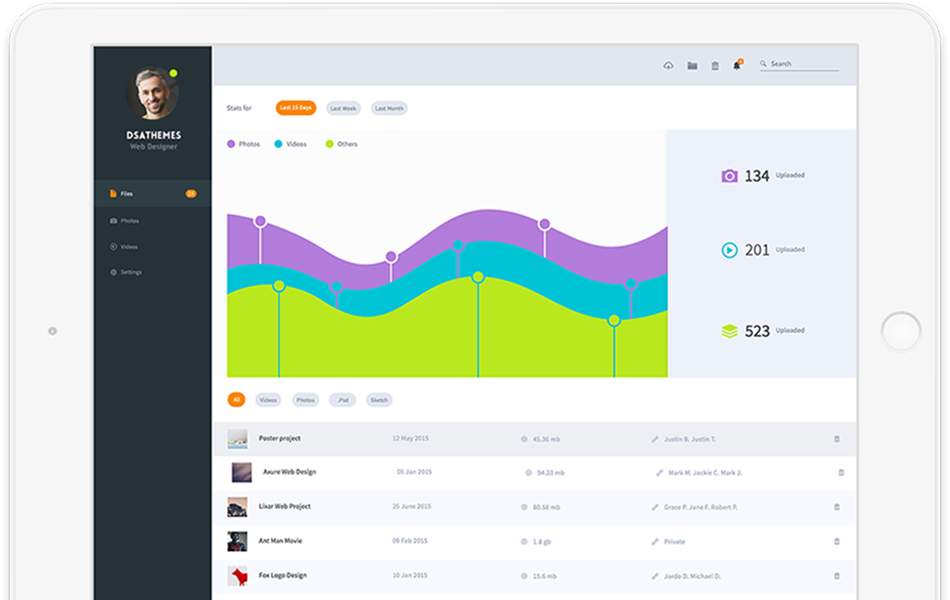 Search
DSATHEMES
Web Designer
Files
Photos
Videos
Settings
Stats for Last 15 Days Last Week Last Month
Photos Videos Others
134 Uploaded
201 Uploaded
523 Uploaded
All Videos Photos .Psd Sketch
Poster project 12 May 2015 45.36 mb Justin B. Justin T.
Axure Web Design 05 Jan 2015 94.33 mb Mark M. Jackie C. Mark J.
Lixar Web Project 25 June 2015 80.58 mb Grace P. Jane F. Robert P.
Ant Man Movie 09 Feb 2015 1.8 gb Private
Fox Logo Design 10 Jan 2015 15.6 mb Jordo D. Michael D.